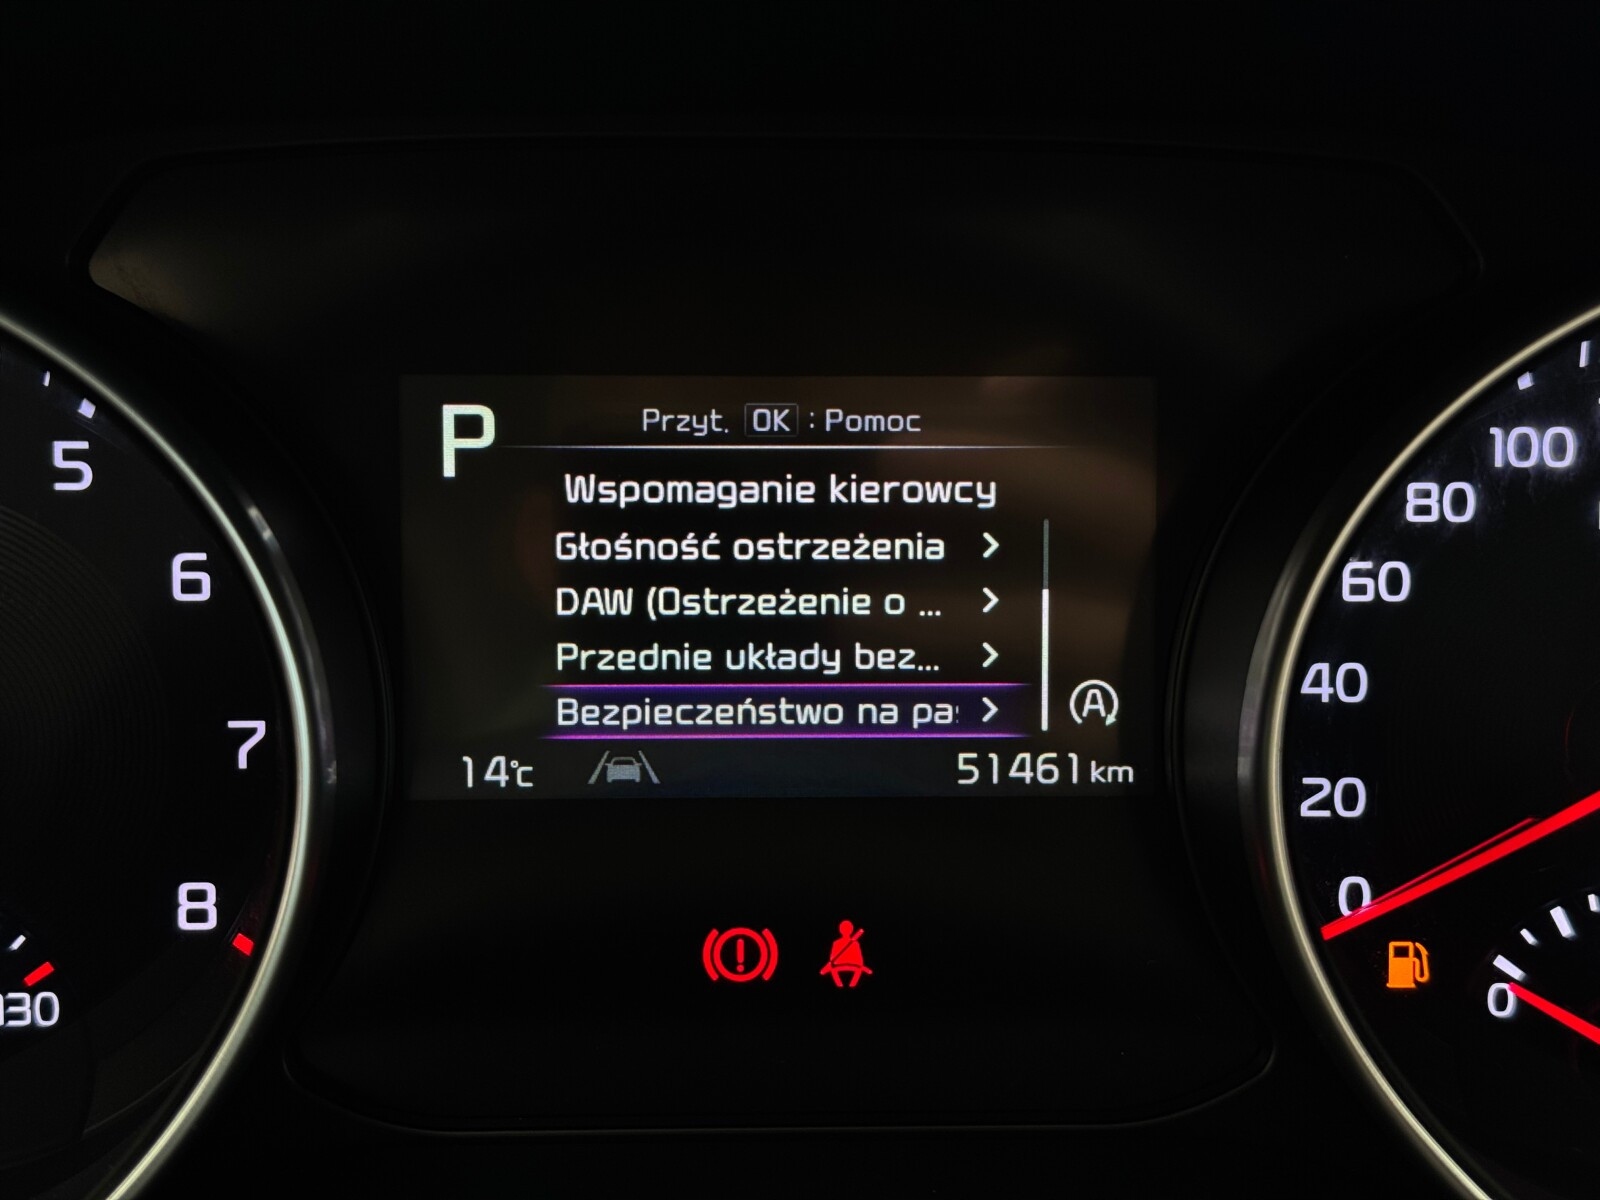 P
Przyt. OK : Pomoc
Wspomaganie kierowcy
Głośność ostrzeżenia >
DAW (Ostrzeżenie o ... >
Przednie układy bez... >
Bezpieczeństwo na >
A
14°C
51461 km
5
6
7
8
130
100
80
60
40
20
0
0